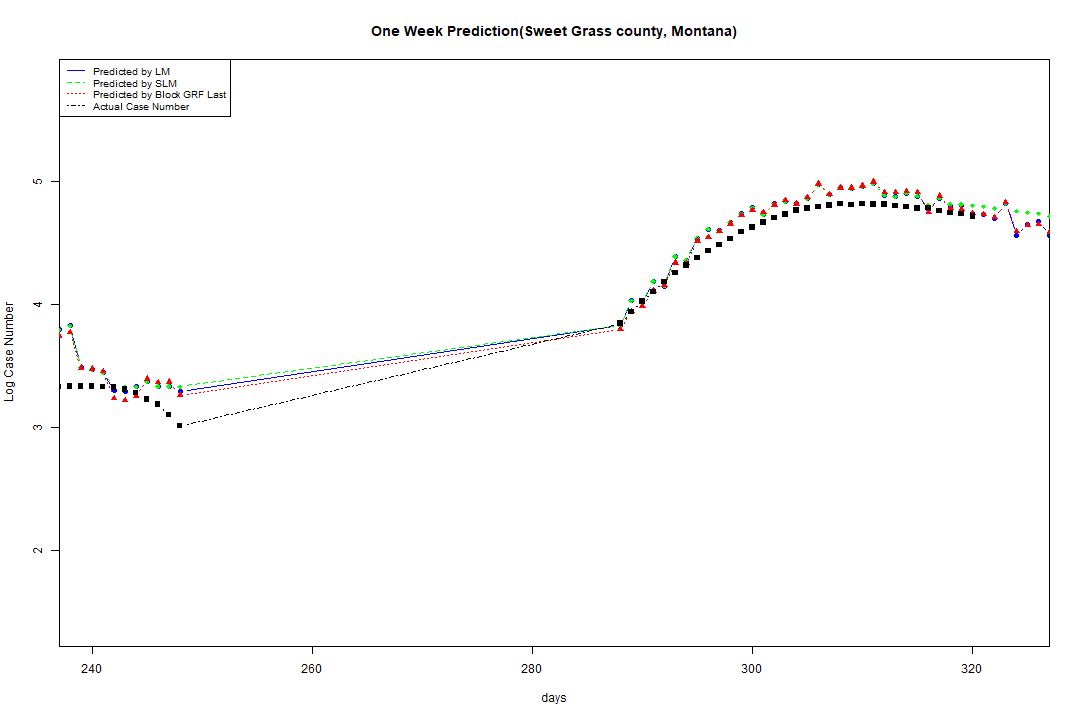 One Week Prediction(Sweet Grass county, Montana)
Predicted by LM
Predicted by SLM
Predicted by Block GRF Last
Actual Case Number
5
4
3
2
Log Case Number
240 260 280 300 320
days